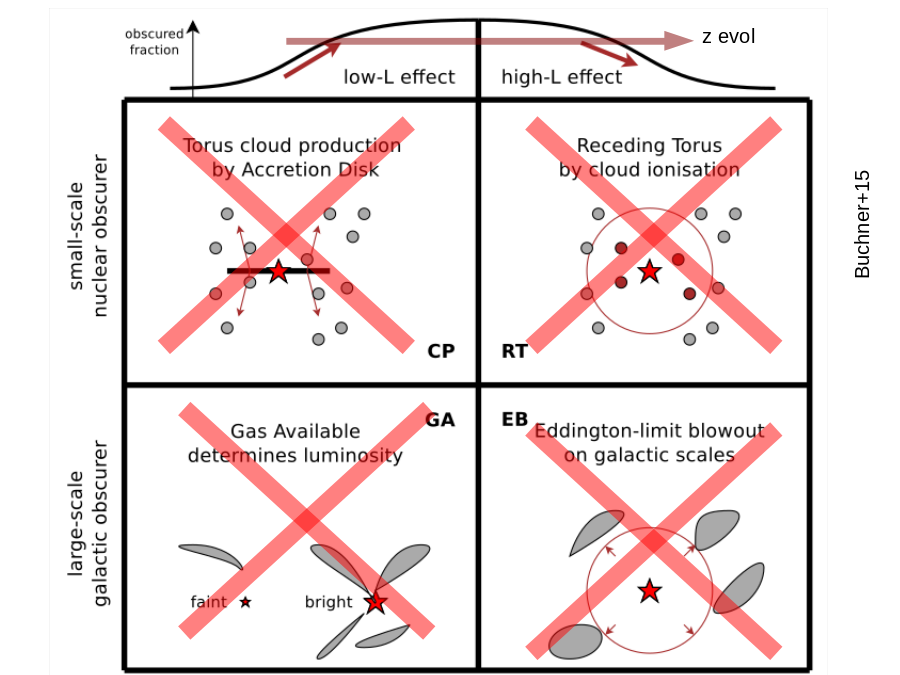 obscured
fraction
z evol
low-L effect
high-L effect
small-scale
nuclear obscurer
Torus cloud production
by Accretion Disk
CP
Receding Torus
by cloud ionisation
RT
Buchner+15
large-scale
galactic obscurer
GA
Gas Available
determines luminosity
faint
bright
EB
Eddington-limit blowout
on galactic scales